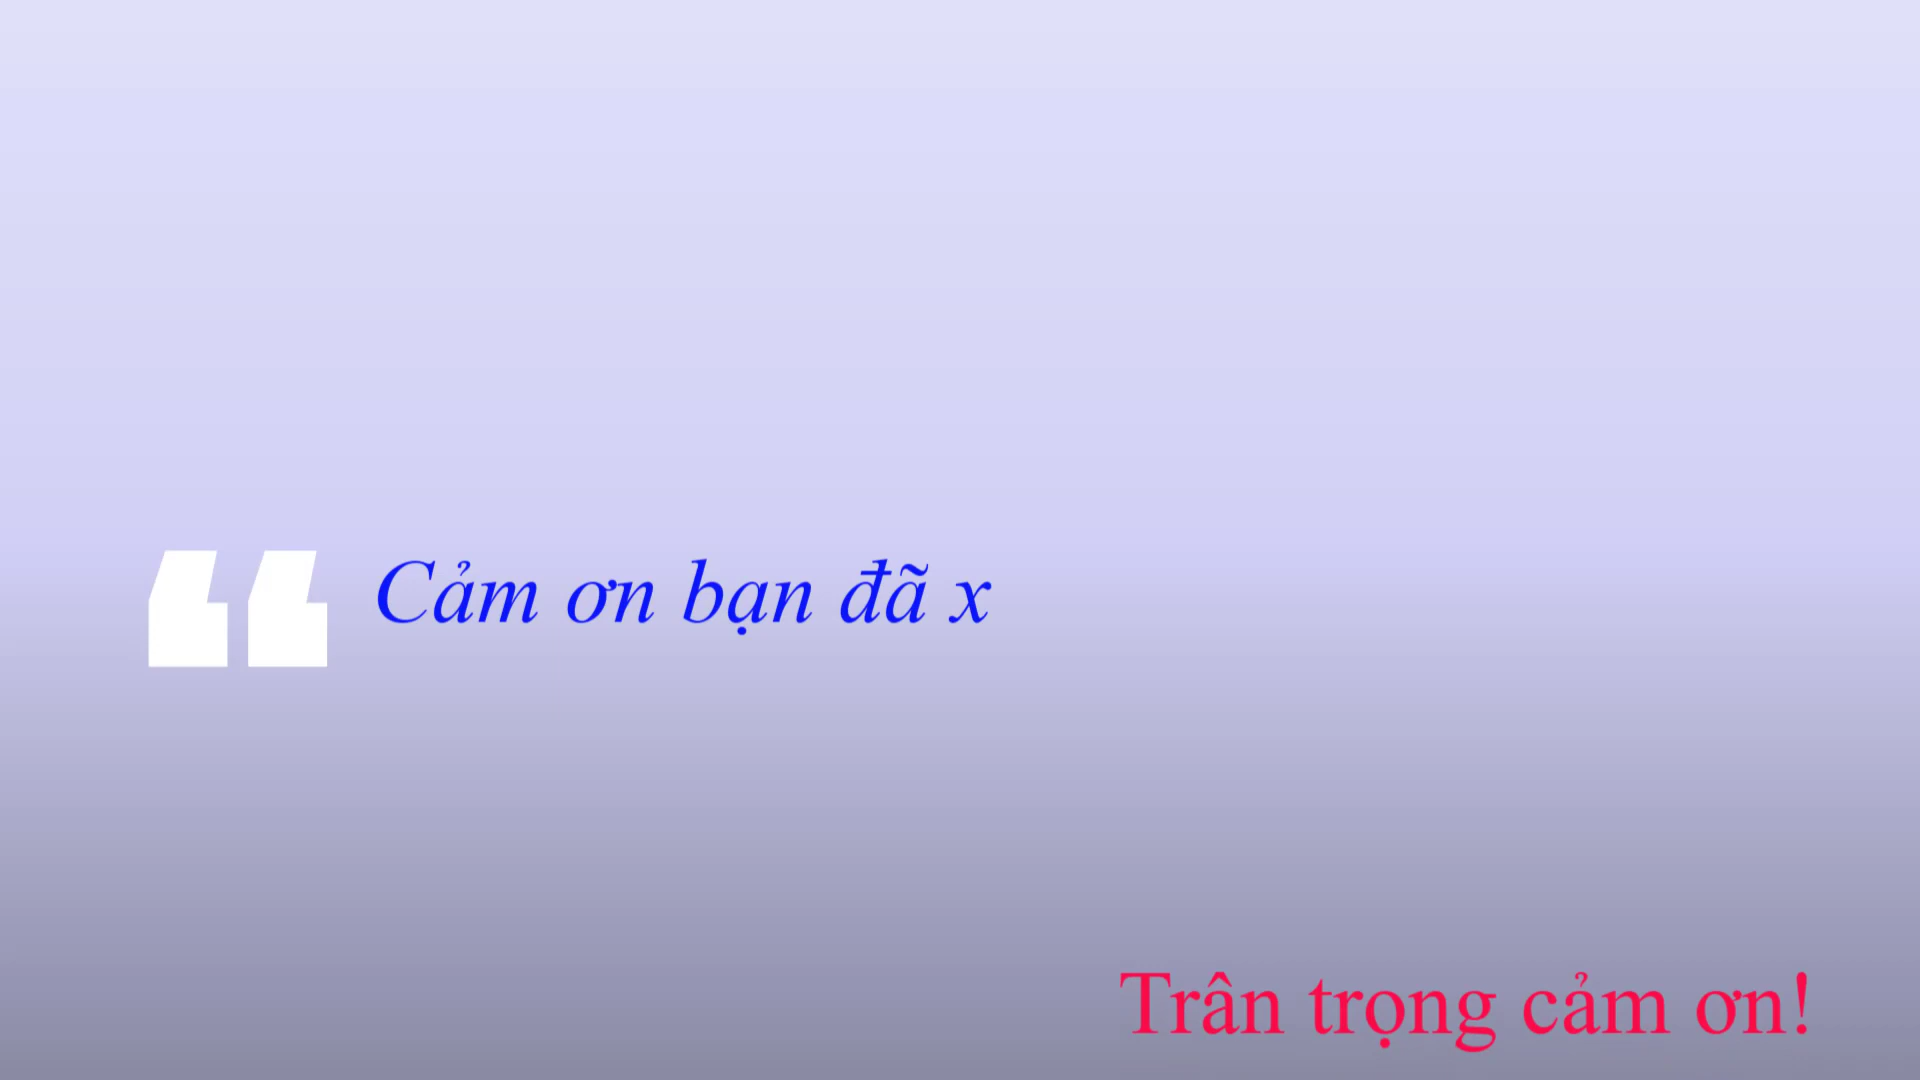 “ Cảm ơn bạn đã x
Trân trọng cảm ơn!